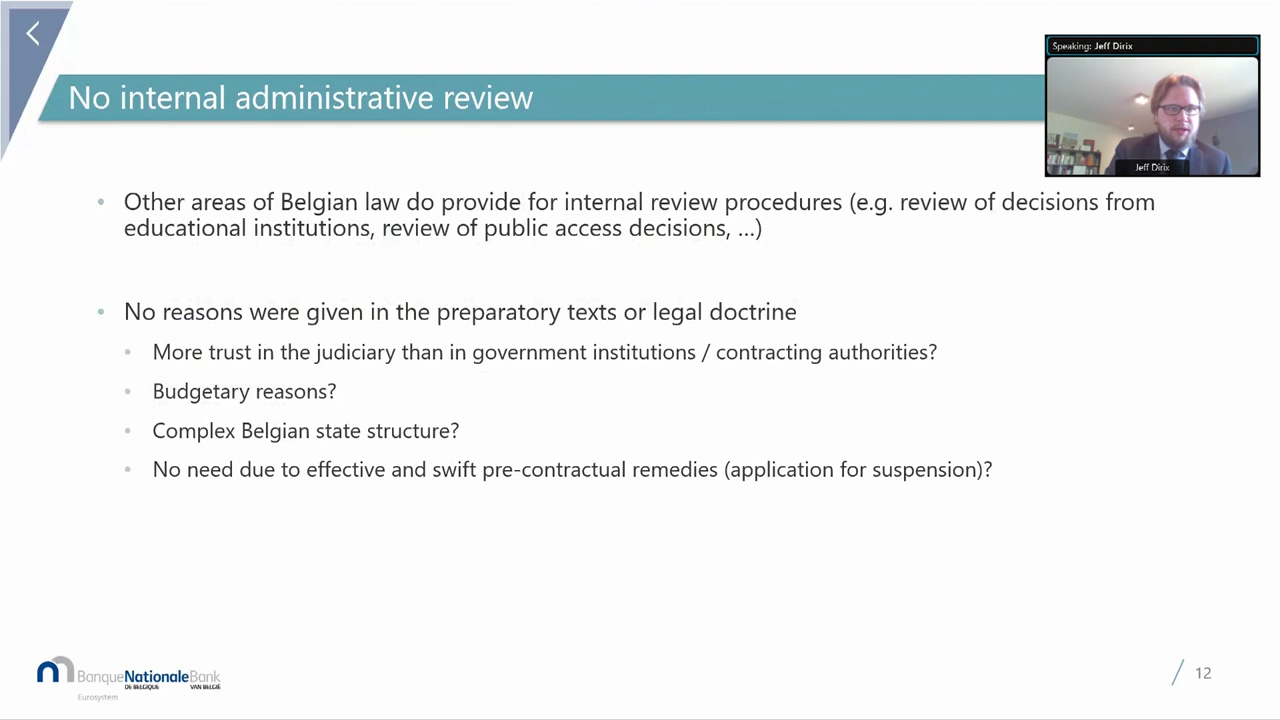 No internal administrative review
Speaking: Jeff Dirix
Jeff Dirix
• Other areas of Belgian law do provide for internal review procedures (e.g. review of decisions from
educational institutions, review of public access decisions, ...)
• No reasons were given in the preparatory texts or legal doctrine
• More trust in the judiciary than in government institutions / contracting authorities?
• Budgetary reasons?
• Complex Belgian state structure?
• No need due to effective and swift pre-contractual remedies (application for suspension)?
BanqueNationaleBank
DE BELGIQUE VAN BELGIË
Eurosystem
12